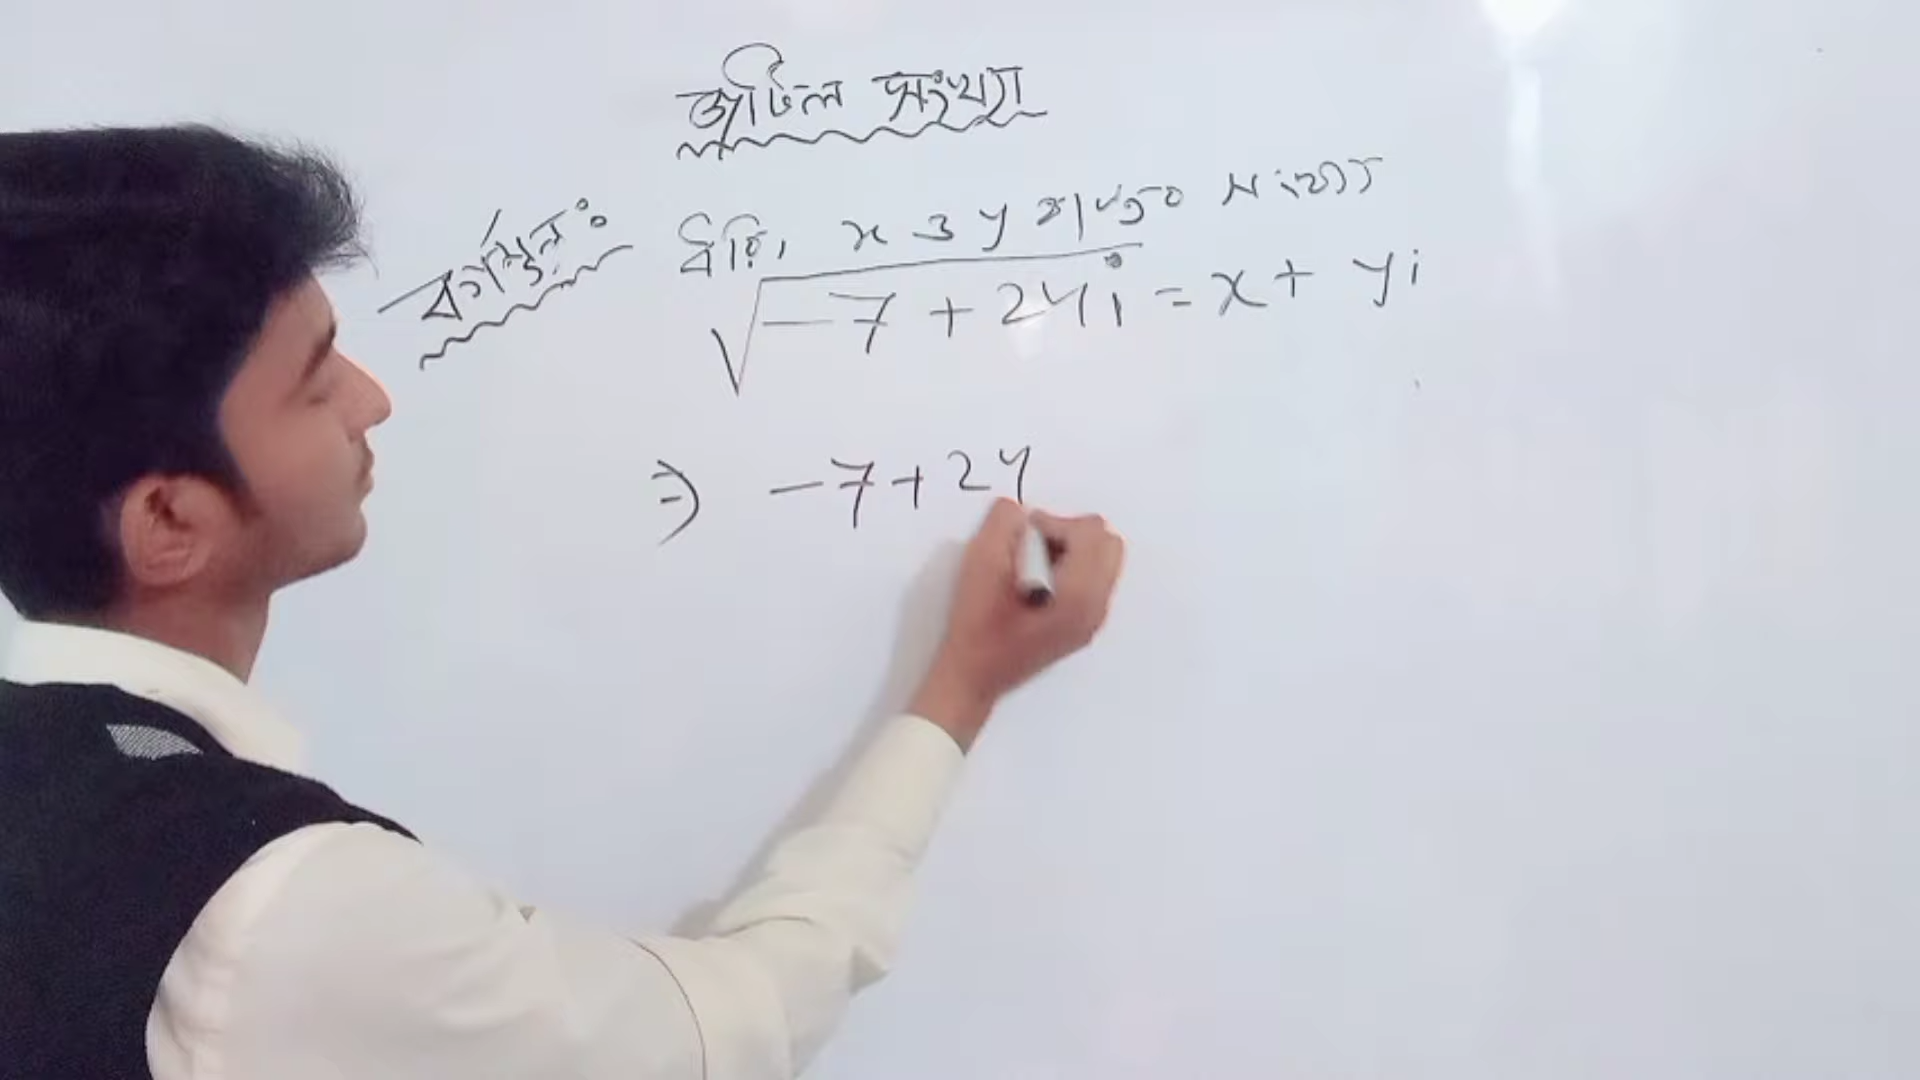 জটিল সংখ্যা
বর্গমূলঃ
ধরি, x ও y বাস্তব সংখ্যা
√-7 + 24i = x + yi
⇒ -7+24